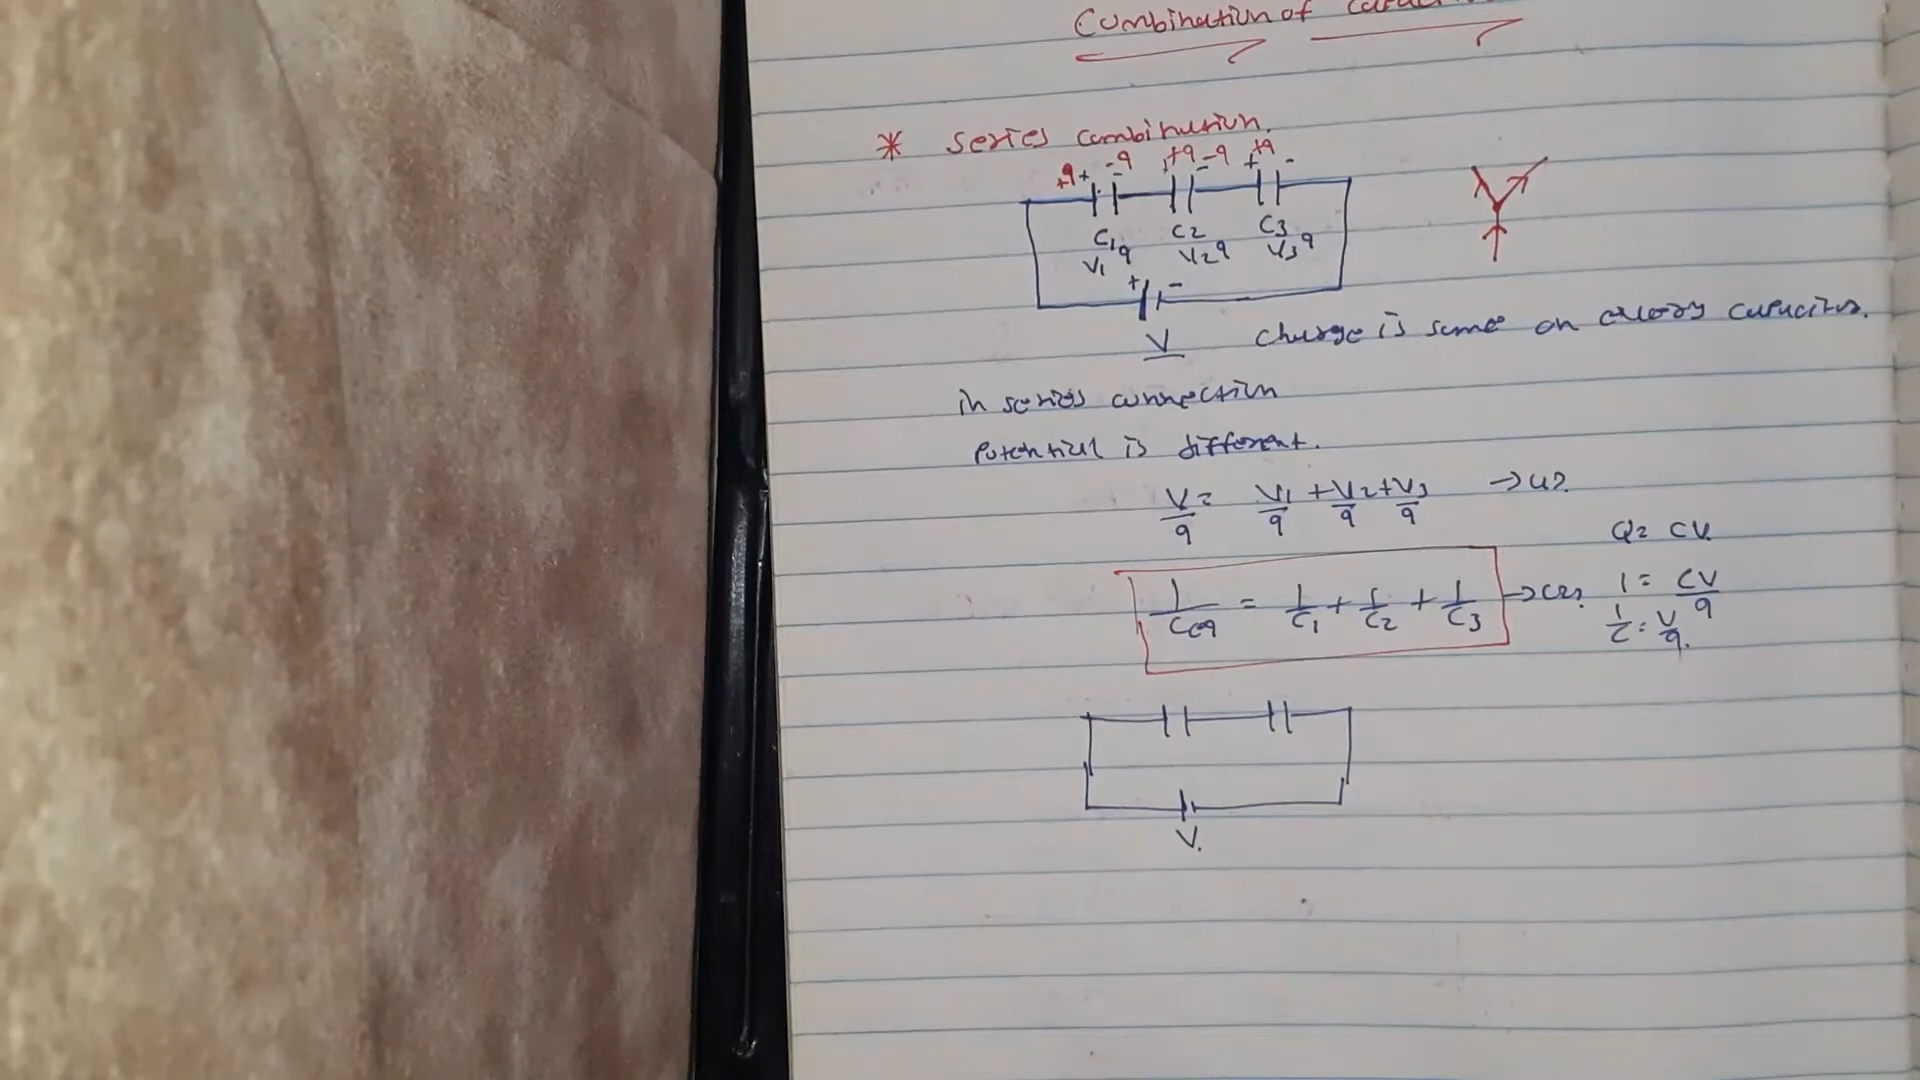 Combination of
* Series combination.
+q + -q - + +q -q - + +q -
C1 C2 C3
V1 q V2 q V3 q
+ -
V charge is same on every capacitor.
in series connection
Potential is different.
V/q = V1/q + V2/q + V3/q
Q = CV
1/Ceq = 1/C1 + 1/C2 + 1/C3 1 = CV/q
1/C = V/q.
V.